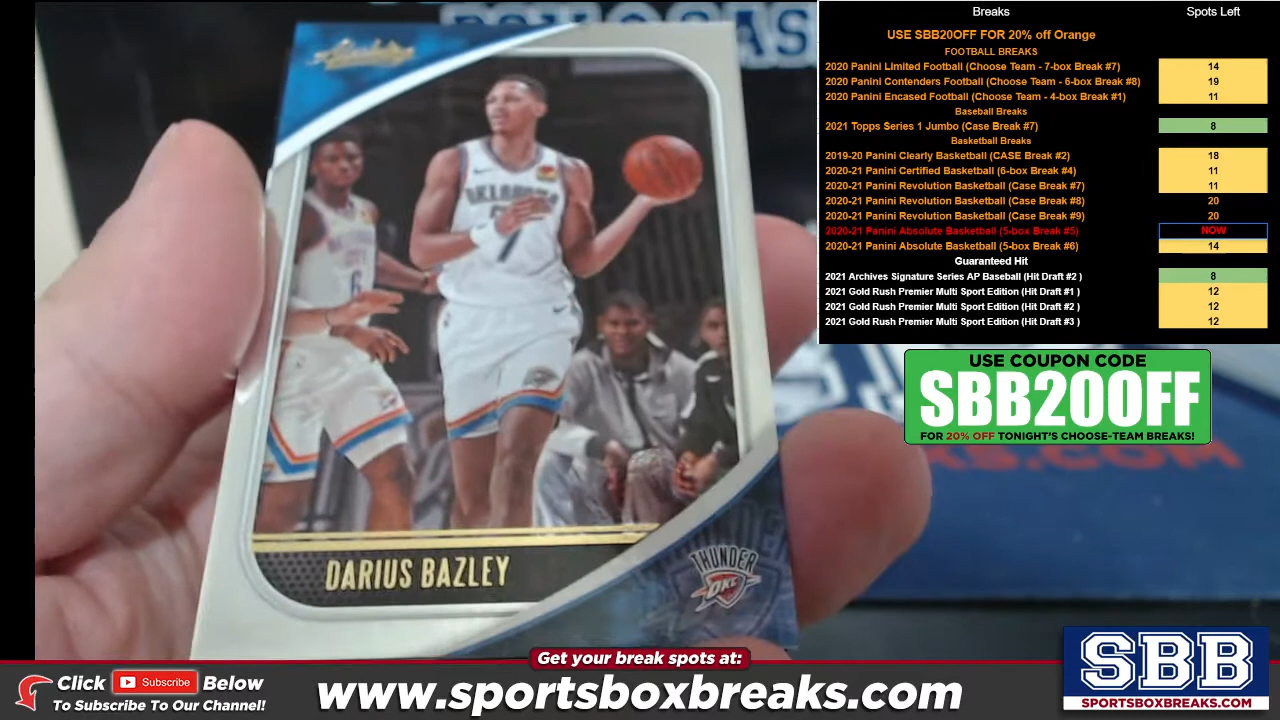 Absolute
OKLAHOMA
7
6
DARIUS BAZLEY
THUNDER
OKC
Breaks Spots Left
USE SBB20OFF FOR 20% off Orange
FOOTBALL BREAKS
2020 Panini LImited Football (Choose Team - 7-box Break #7) 14
2020 Panini Contenders Football (Choose Team - 6-box Break #8) 19
2020 Panini Encased Football (Choose Team - 4-box Break #1) 11
Baseball Breaks
2021 Topps Series 1 Jumbo (Case Break #7) 8
Basketball Breaks
2019-20 Panini Clearly Basketball (CASE Break #2) 18
2020-21 Panini Certified Basketball (6-box Break #4) 11
2020-21 Panini Revolution Basketball (Case Break #7) 11
2020-21 Panini Revolution Basketball (Case Break #8) 20
2020-21 Panini Revolution Basketball (Case Break #9) 20
2020-21 Panini Absolute Basketball (5-box Break #5) NOW
2020-21 Panini Absolute Basketball (5-box Break #6) 14
Guaranteed Hit
2021 Archives Signature Series AP Baseball (Hit Draft #2 ) 8
2021 Gold Rush Premier Multi Sport Edition (Hit Draft #1 ) 12
2021 Gold Rush Premier Multi Sport Edition (Hit Draft #2 ) 12
2021 Gold Rush Premier Multi Sport Edition (Hit Draft #3 ) 12
USE COUPON CODE
SBB20OFF
FOR 20% OFF TONIGHT'S CHOOSE-TEAM BREAKS!
KS.COM
Get your break spots at:
Click Subscribe Below
To Subscribe To Our Channel!
www.sportsboxbreaks.com
SBB
SPORTSBOXBREAKS.COM